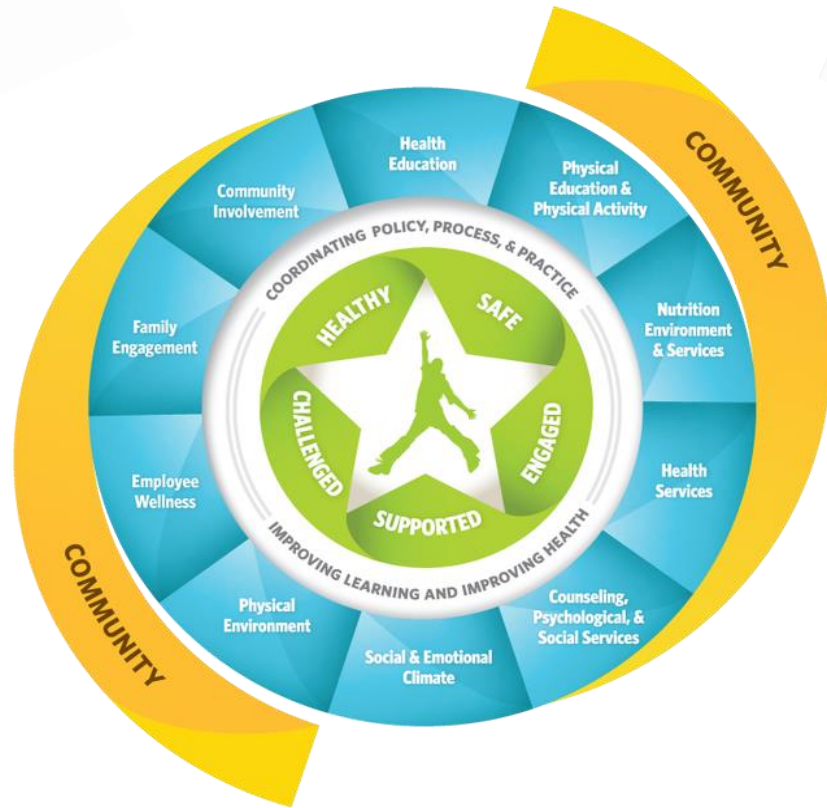 COMMUNITY
Health
Education
Physical
Education &
Physical Activity
Nutrition
Environment
& Services
Health
Services
Counseling,
Psychological, &
Social Services
Social & Emotional
Climate
Physical
Environment
Employee
Wellness
Family
Engagement
Community
Involvement
COORDINATING POLICY, PROCESS, & PRACTICE
IMPROVING LEARNING AND IMPROVING HEALTH
HEALTHY
SAFE
ENGAGED
SUPPORTED
CHALLENGED
COMMUNITY